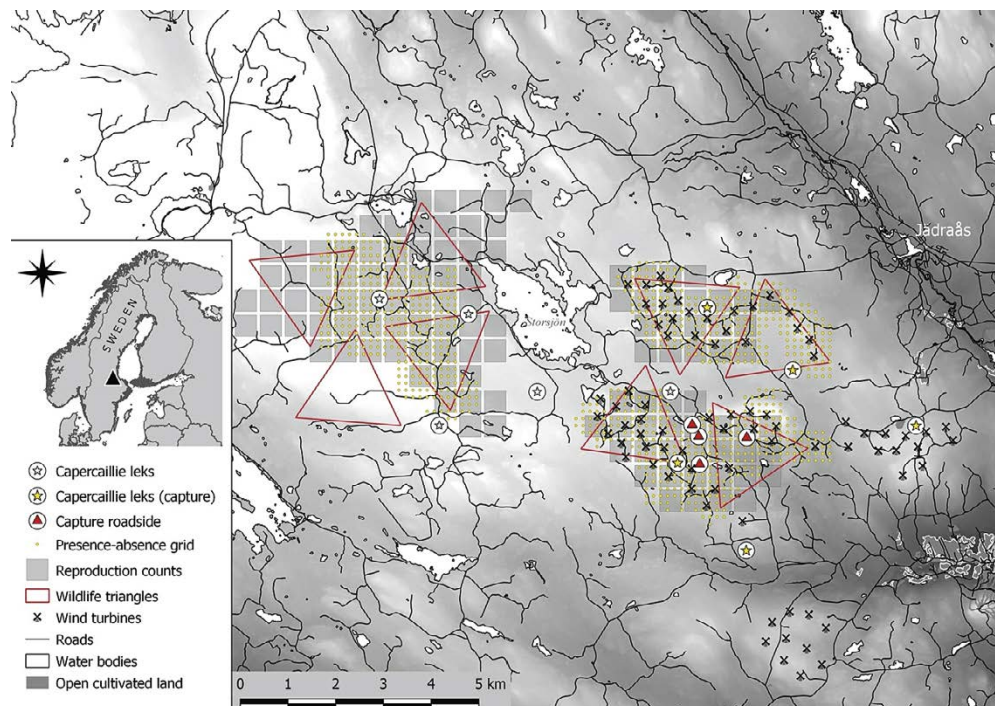 Jädraås
Storsjön
SWEDEN
Capercaillie leks
Capercaillie leks (capture)
Capture roadside
Presence-absence grid
Reproduction counts
Wildlife triangles
Wind turbines
Roads
Water bodies
Open cultivated land
0 1 2 3 4 5 km